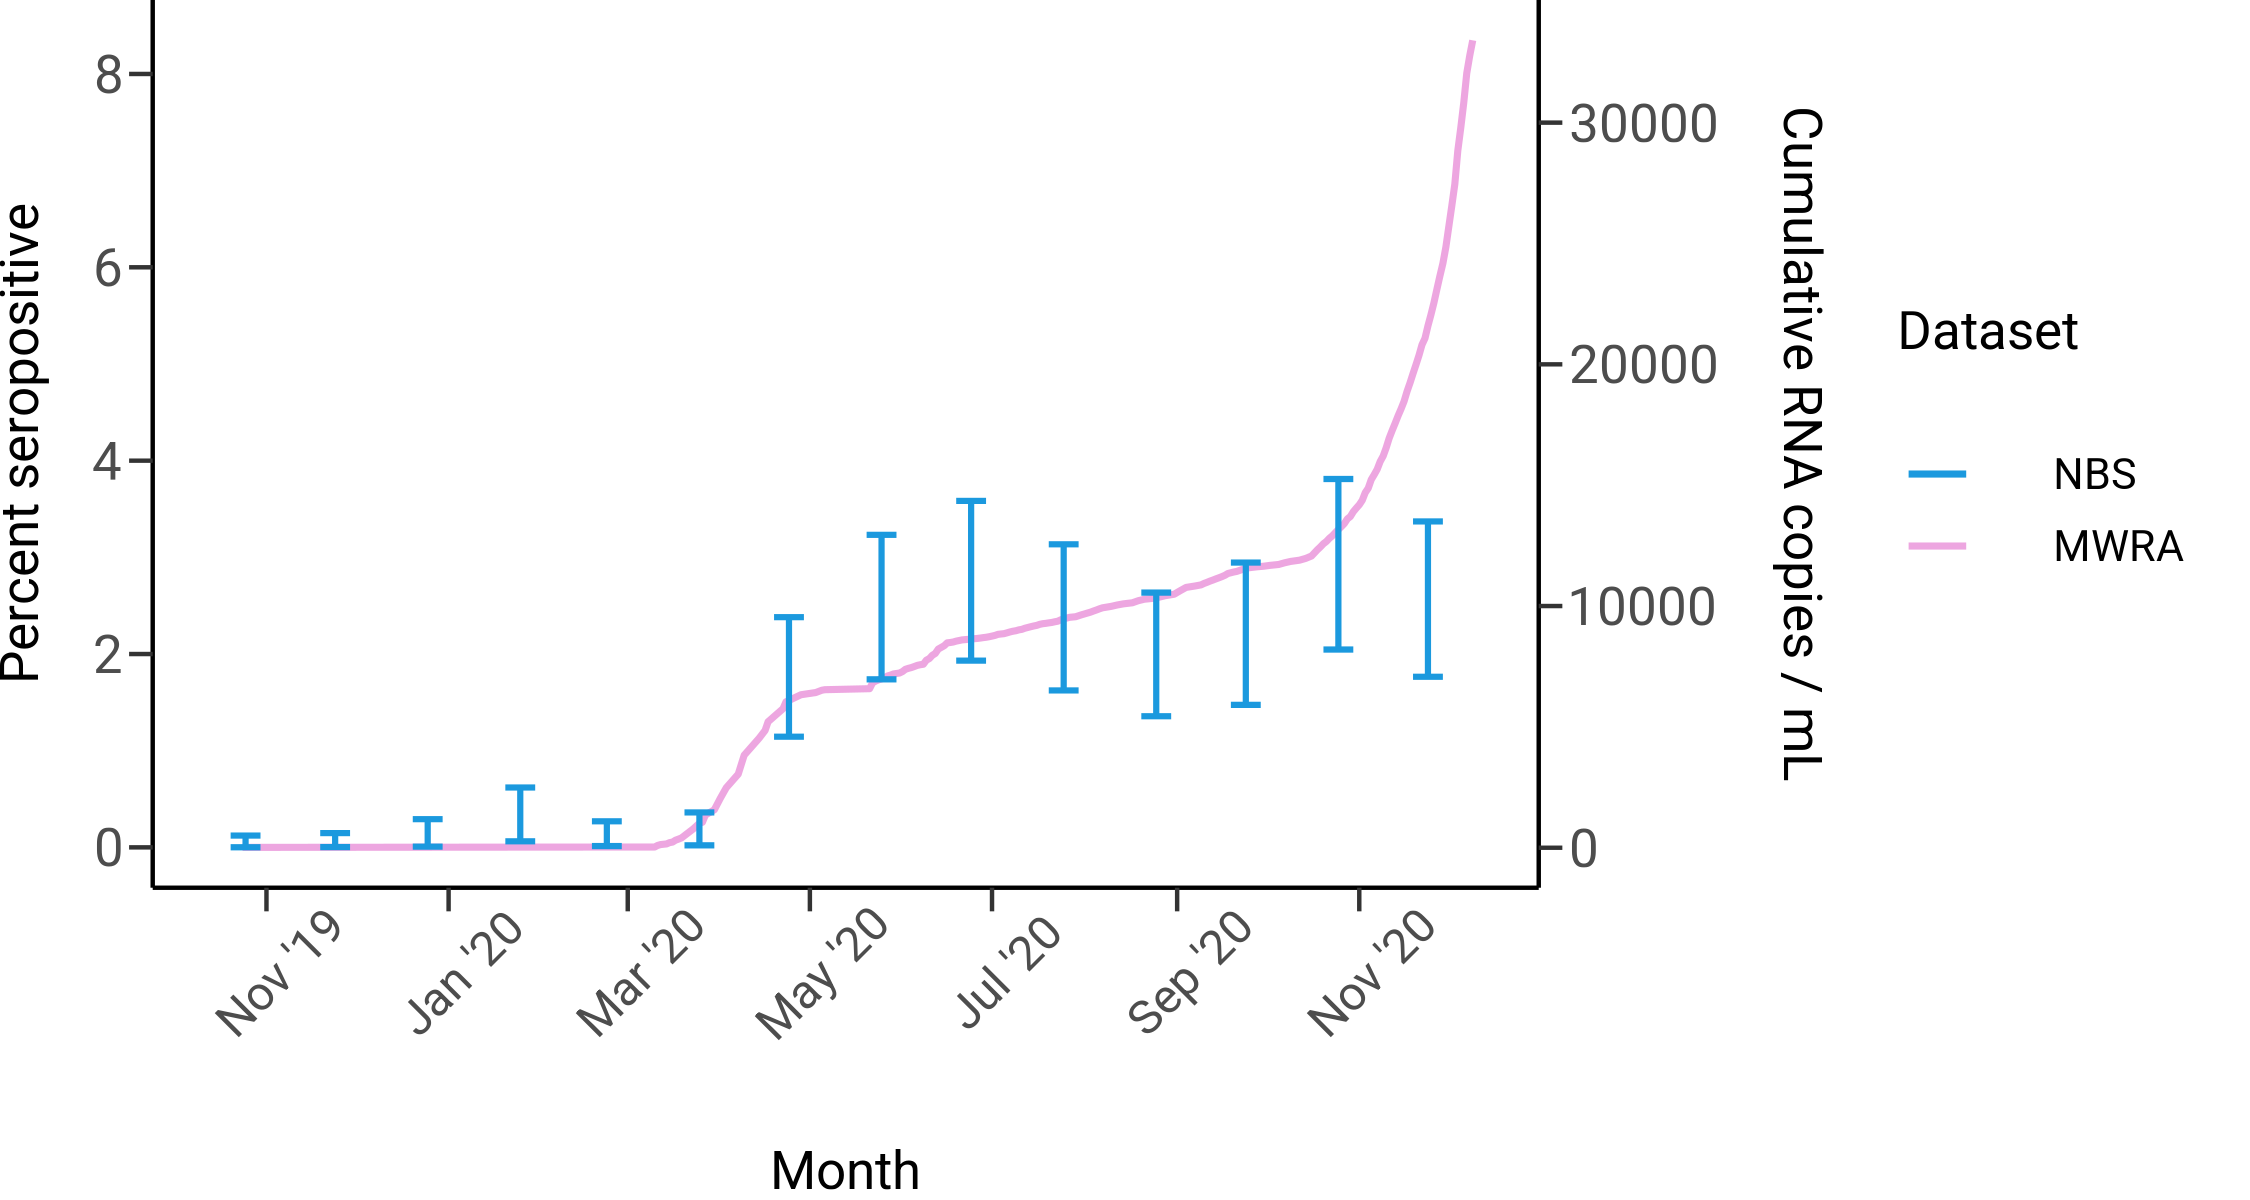 Percent seropositive
8
6
4
2
0
30000
20000
10000
0
Cumulative RNA copies / mL
Nov '19
Jan '20
Mar '20
May '20
Jul '20
Sep '20
Nov '20
Month
Dataset
NBS
MWRA